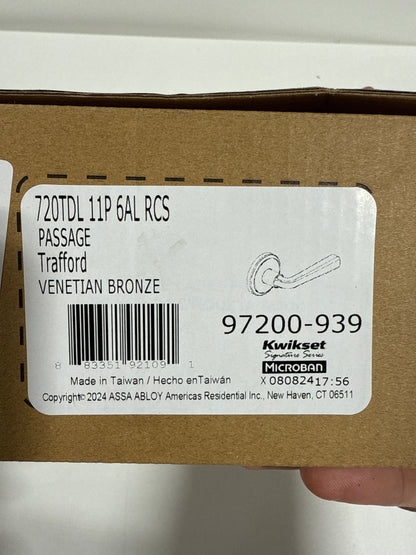 720TDL 11P 6AL RCS
PASSAGE
Trafford
VENETIAN BRONZE
97200-939
Kwikset
Signature Series
MICROBAN
8 83351 92109 1
Made in Taiwan / Hecho enTaiwán
X 08082417:56
Copyright© 2024 ASSA ABLOY Americas Residential Inc., New Haven, CT 06511